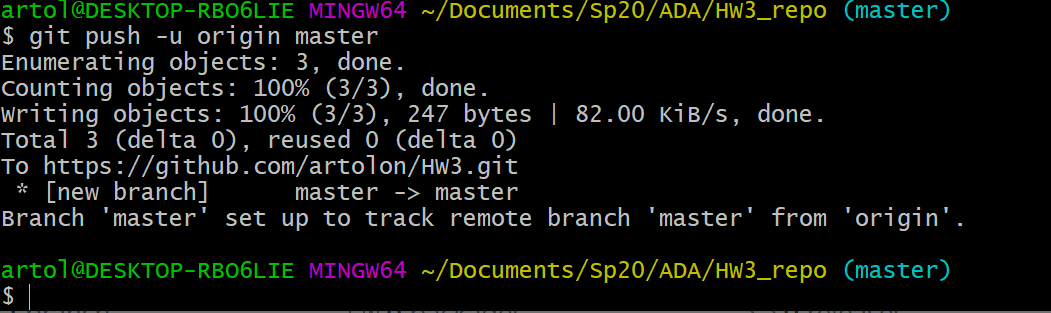 artol@DESKTOP-RBO6LIE MINGW64 ~/Documents/Sp20/ADA/HW3_repo (master)
$ git push -u origin master
Enumerating objects: 3, done.
Counting objects: 100% (3/3), done.
Writing objects: 100% (3/3), 247 bytes | 82.00 KiB/s, done.
Total 3 (delta 0), reused 0 (delta 0)
To https://github.com/artolon/HW3.git
 * [new branch]      master -> master
Branch 'master' set up to track remote branch 'master' from 'origin'.
artol@DESKTOP-RBO6LIE MINGW64 ~/Documents/Sp20/ADA/HW3_repo (master)
$